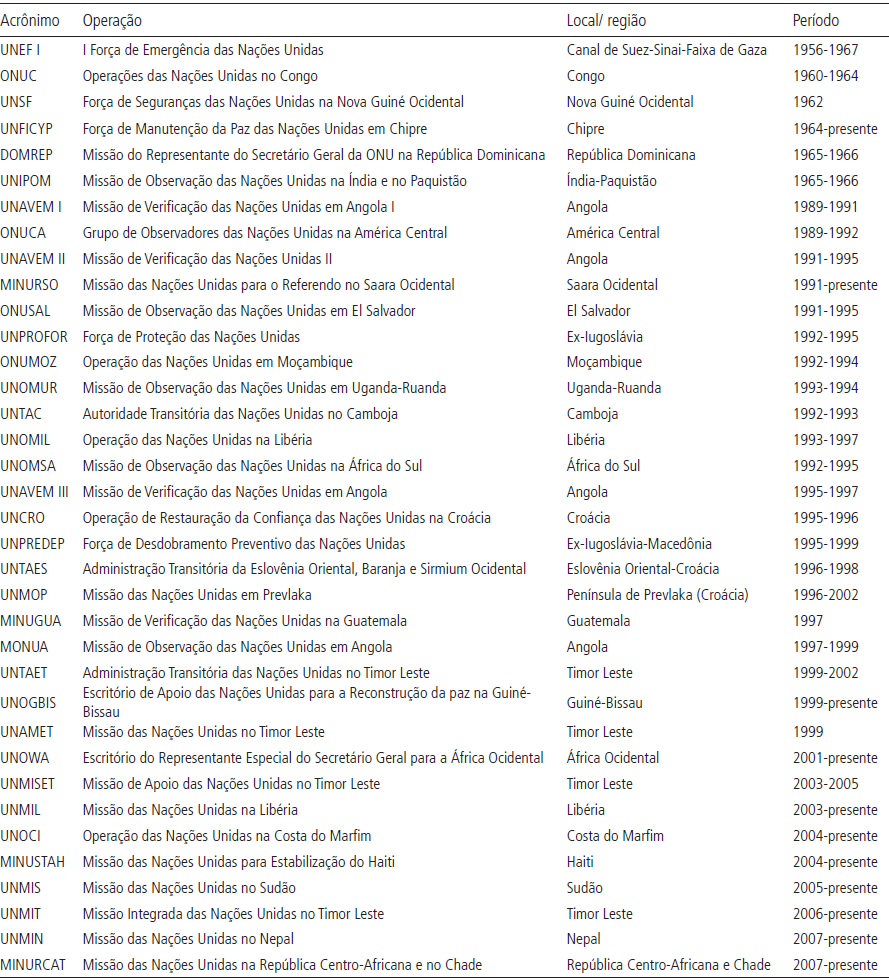 Acrônimo Operação Local/ região Período
UNEF I I Força de Emergência das Nações Unidas Canal de Suez-Sinai-Faixa de Gaza 1956-1967
ONUC Operações das Nações Unidas no Congo Congo 1960-1964
UNSF Força de Seguranças das Nações Unidas na Nova Guiné Ocidental Nova Guiné Ocidental 1962
UNFICYP Força de Manutenção da Paz das Nações Unidas em Chipre Chipre 1964-presente
DOMREP Missão do Representante do Secretário Geral da ONU na República Dominicana República Dominicana 1965-1966
UNIPOM Missão de Observação das Nações Unidas na Índia e no Paquistão Índia-Paquistão 1965-1966
UNAVEM I Missão de Verificação das Nações Unidas em Angola I Angola 1989-1991
ONUCA Grupo de Observadores das Nações Unidas na América Central América Central 1989-1992
UNAVEM II Missão de Verificação das Nações Unidas II Angola 1991-1995
MINURSO Missão das Nações Unidas para o Referendo no Saara Ocidental Saara Ocidental 1991-presente
ONUSAL Missão de Observação das Nações Unidas em El Salvador El Salvador 1991-1995
UNPROFOR Força de Proteção das Nações Unidas Ex-Iugoslávia 1992-1995
ONUMOZ Operação das Nações Unidas em Moçambique Moçambique 1992-1994
UNOMUR Missão de Observação das Nações Unidas em Uganda-Ruanda Uganda-Ruanda 1993-1994
UNTAC Autoridade Transitória das Nações Unidas no Camboja Camboja 1992-1993
UNOMIL Operação das Nações Unidas na Libéria Libéria 1993-1997
UNOMSA Missão de Observação das Nações Unidas na África do Sul África do Sul 1992-1995
UNAVEM III Missão de Verificação das Nações Unidas em Angola Angola 1995-1997
UNCRO Operação de Restauração da Confiança das Nações Unidas na Croácia Croácia 1995-1996
UNPREDEP Força de Desdobramento Preventivo das Nações Unidas Ex-Iugoslávia-Macedônia 1995-1999
UNTAES Administração Transitória da Eslovênia Oriental, Baranja e Sirmium Ocidental Eslovênia Oriental-Croácia 1996-1998
UNMOP Missão das Nações Unidas em Prevlaka Península de Prevlaka (Croácia) 1996-2002
MINUGUA Missão de Verificação das Nações Unidas na Guatemala Guatemala 1997
MONUA Missão de Observação das Nações Unidas em Angola Angola 1997-1999
UNTAET Administração Transitória das Nações Unidas no Timor Leste Timor Leste 1999-2002
UNOGBIS Escritório de Apoio das Nações Unidas para a Reconstrução da paz na Guiné- Guiné-Bissau 1999-presente
Bissau
UNAMET Missão das Nações Unidas no Timor Leste Timor Leste 1999
UNOWA Escritório do Representante Especial do Secretário Geral para a África Ocidental África Ocidental 2001-presente
UNMISET Missão de Apoio das Nações Unidas no Timor Leste Timor Leste 2003-2005
UNMIL Missão das Nações Unidas na Libéria Libéria 2003-presente
UNOCI Operação das Nações Unidas na Costa do Marfim Costa do Marfim 2004-presente
MINUSTAH Missão das Nações Unidas para Estabilização do Haiti Haiti 2004-presente
UNMIS Missão das Nações Unidas no Sudão Sudão 2005-presente
UNMIT Missão Integrada das Nações Unidas no Timor Leste Timor Leste 2006-presente
UNMIN Missão das Nações Unidas no Nepal Nepal 2007-presente
MINURCAT Missão das Nações Unidas na República Centro-Africana e no Chade República Centro-Africana e Chade 2007-presente